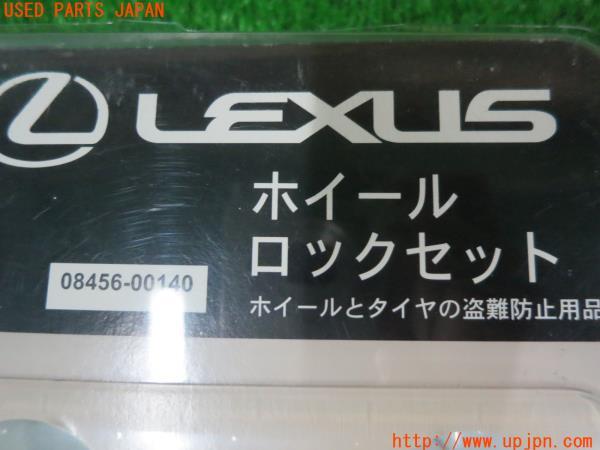 USED PARTS JAPAN
LEXUS
ホイール
ロックセット
08456-00140
ホイールとタイヤの盗難防止用品
http://www.upjpn.com/